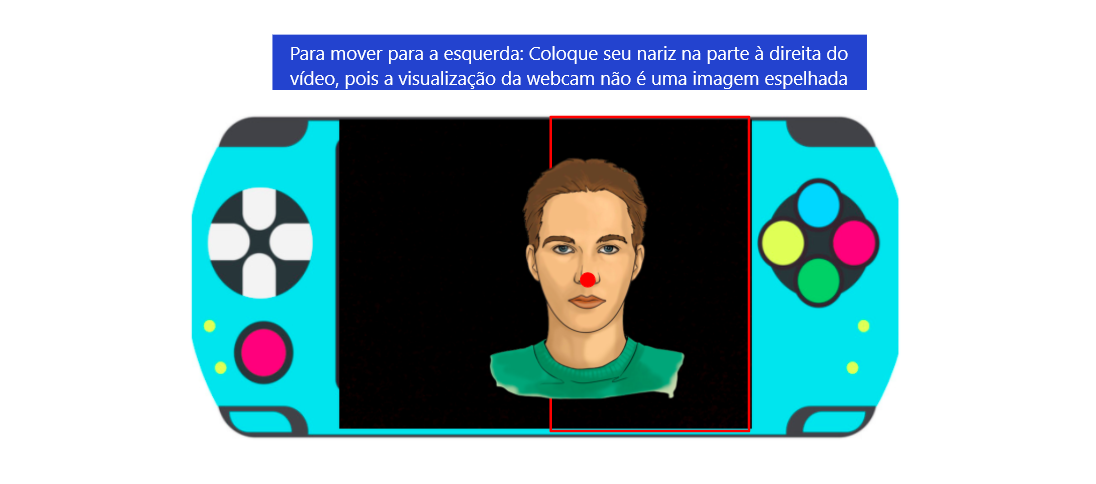 Para mover para a esquerda: Coloque seu nariz na parte à direita do
vídeo, pois a visualização da webcam não é uma imagem espelhada